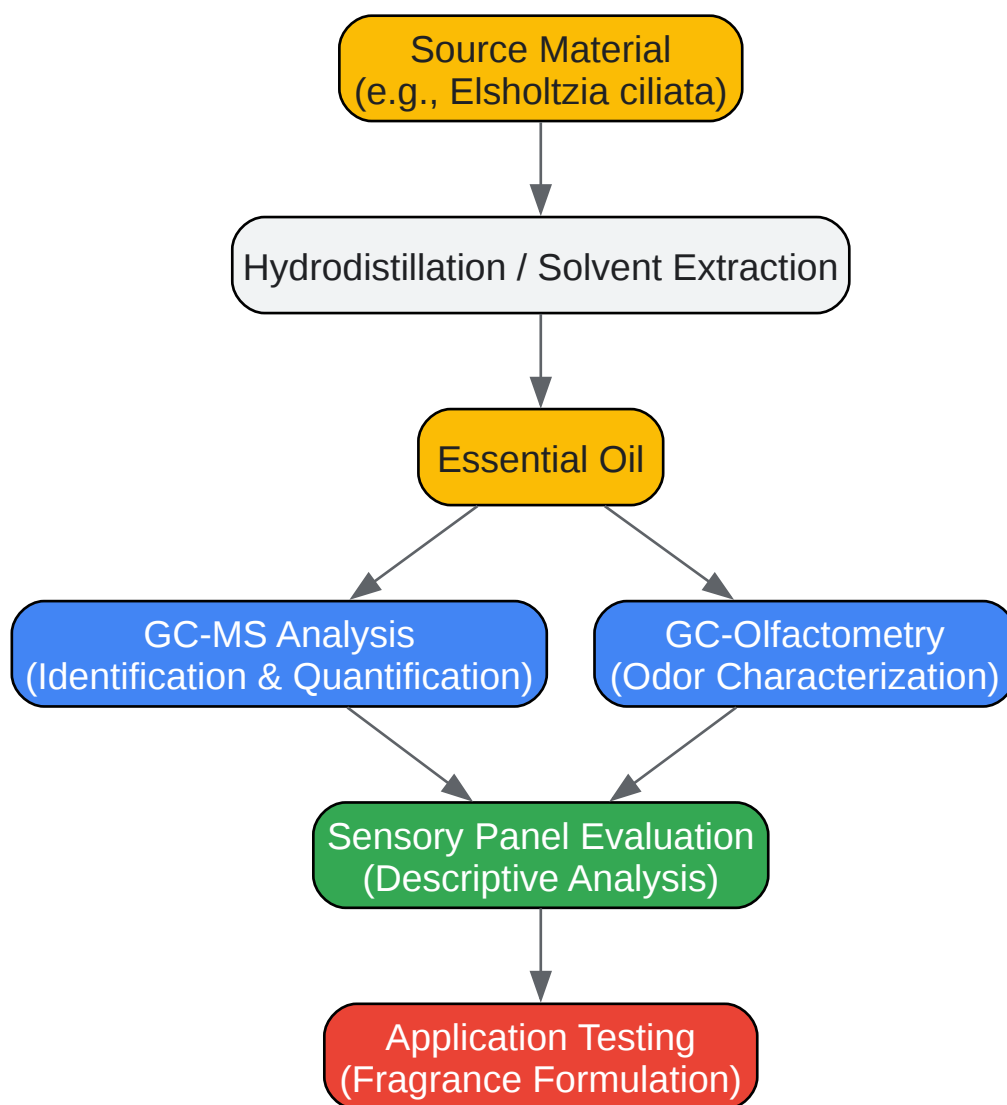 Source Material
(e.g., Elsholtzia ciliata)
Hydrodistillation / Solvent Extraction
Essential Oil
GC-MS Analysis
(Identification & Quantification)
GC-Olfactometry
(Odor Characterization)
Sensory Panel Evaluation
(Descriptive Analysis)
Application Testing
(Fragrance Formulation)